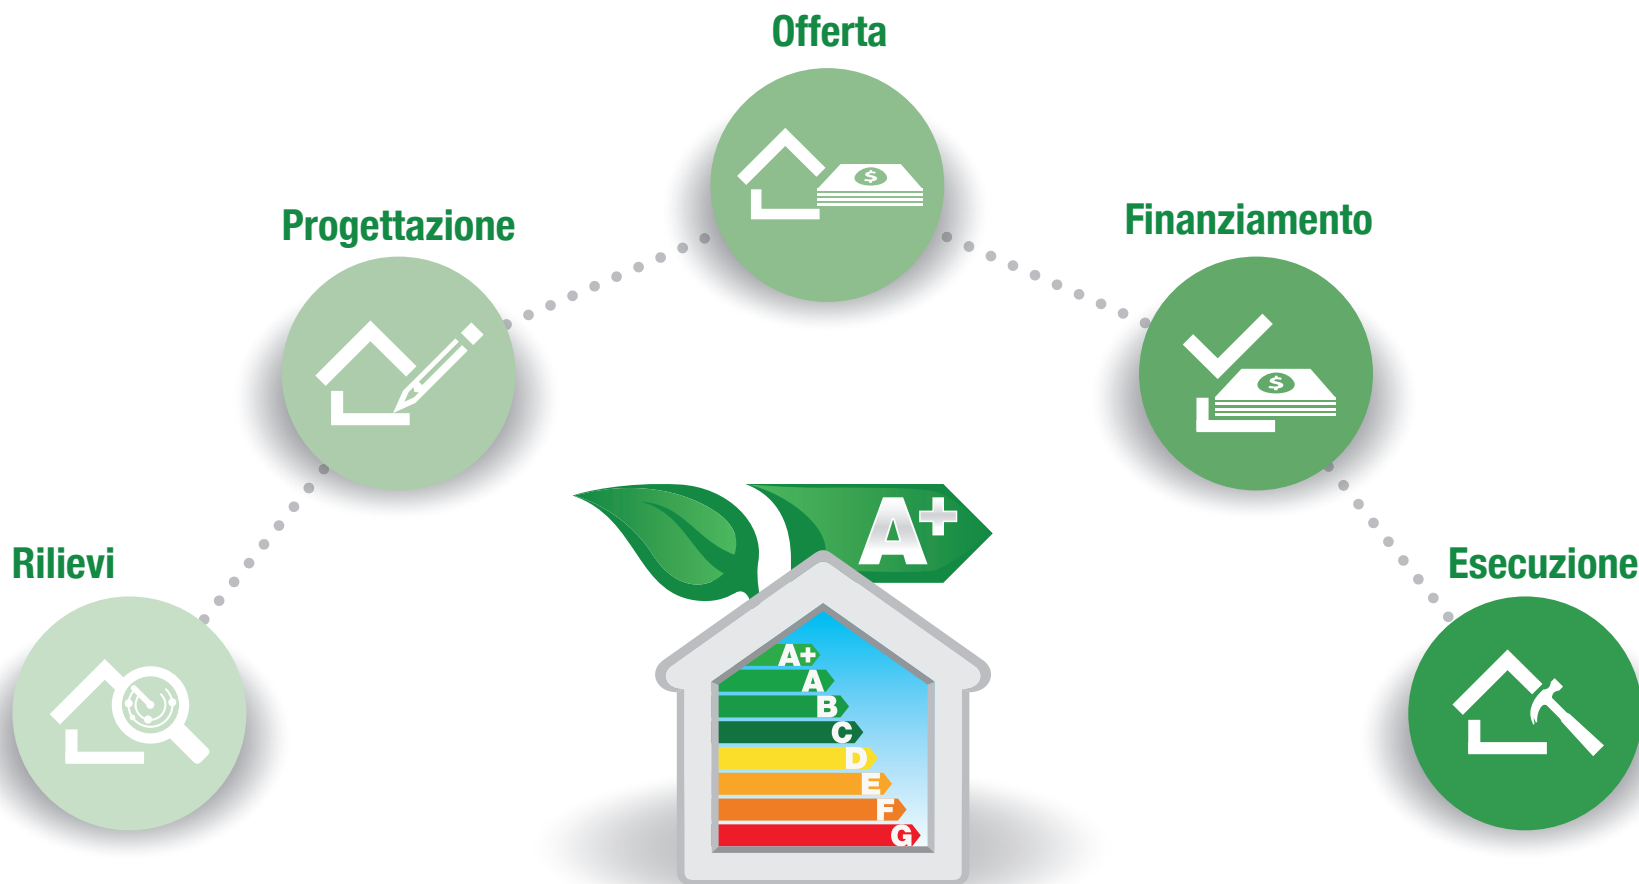 Offerta
Progettazione
Finanziamento
Rilievi
Esecuzione
$
$
A+
A+
A
B
C
D
E
F
G